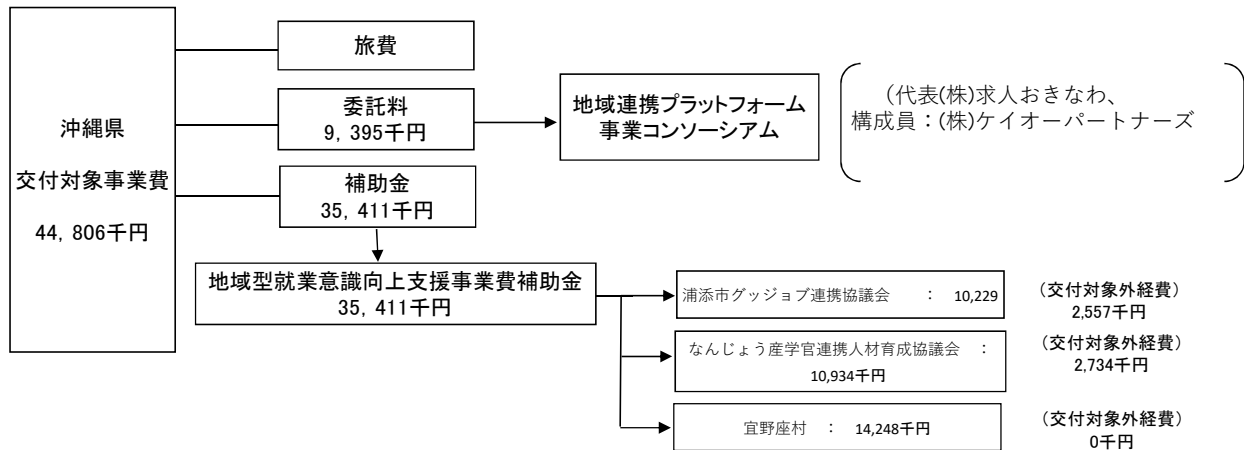 沖縄県
交付対象事業費
44,806千円
旅費
委託料
9,395千円
補助金
35,411千円
地域連携プラットフォーム
事業コンソーシアム
(代表(株)求人おきなわ、
構成員：(株)ケイオーパートナーズ
地域型就業意識向上支援事業費補助金
35,411千円
浦添市グッジョブ連携協議会 ： 10,229
(交付対象外経費)
2,557千円
なんじょう産学官連携人材育成協議会 ：
10,934千円
(交付対象外経費)
2,734千円
宜野座村 ： 14,248千円
(交付対象外経費)
0千円